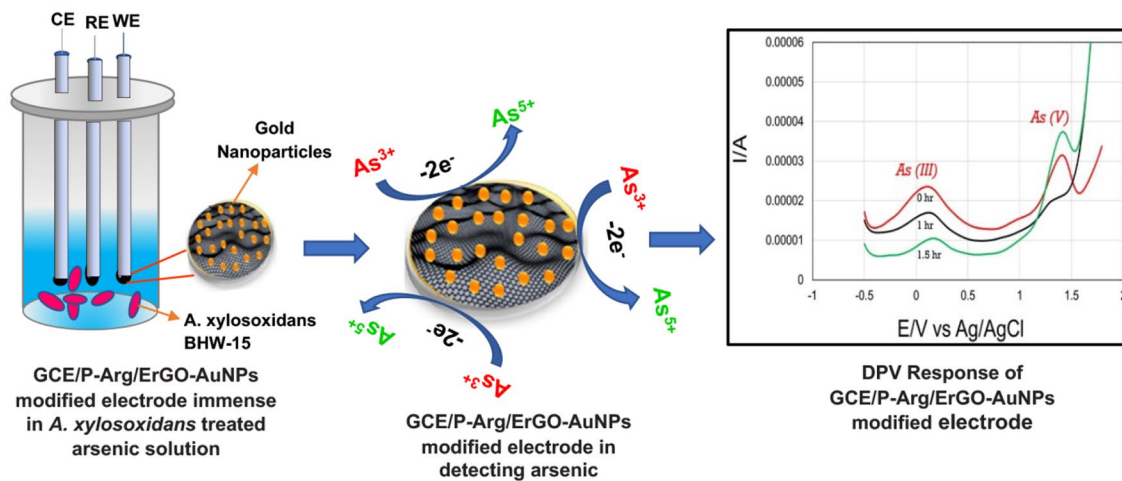 CE RE WE
Gold
Nanoparticles
A. xylosoxidans
BHW-15
GCE/P-Arg/ErGO-AuNPs
modified electrode immense
in A. xylosoxidans treated
arsenic solution
As³⁺
-2e⁻
As⁵⁺
As³⁺
-2e⁻
As⁵⁺
As³⁺
-2e⁻
As⁵⁺
GCE/P-Arg/ErGO-AuNPs
modified electrode in
detecting arsenic
I/A
0.00006
0.00005
0.00004
0.00003
0.00002
0.00001
0
As (III)
As (V)
0 hr
1 hr
1.5 hr
-1 -0.5 0 0.5 1 1.5 2
E/V vs Ag/AgCl
DPV Response of
GCE/P-Arg/ErGO-AuNPs
modified electrode